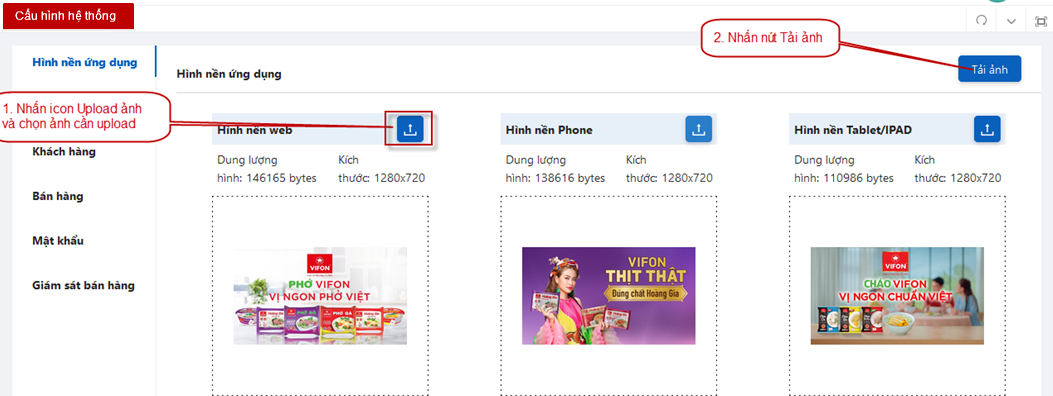 Cấu hình hệ thống
2. Nhấn nút Tải ảnh
Hình nền ứng dụng
Hình nền ứng dụng
Tải ảnh
1. Nhấn icon Upload ảnh
và chọn ảnh cần upload
Hình nền web
Hình nền Phone
Hình nền Tablet/IPAD
Khách hàng
Dung lượng
hình: 146165 bytes
Kích
thước: 1280x720
Dung lượng
hình: 138616 bytes
Kích
thước: 1280x720
Dung lượng
hình: 110986 bytes
Kích
thước: 1280x720
Bán hàng
Mật khẩu
Giám sát bán hàng
VIFON
PHỞ VIFON
VỊ NGON PHỞ VIỆT
VIFON
THỊT THẬT
Đúng chất Hoàng Gia
VIFON
CHÁO VIFON
VỊ NGON CHUẨN VIỆT